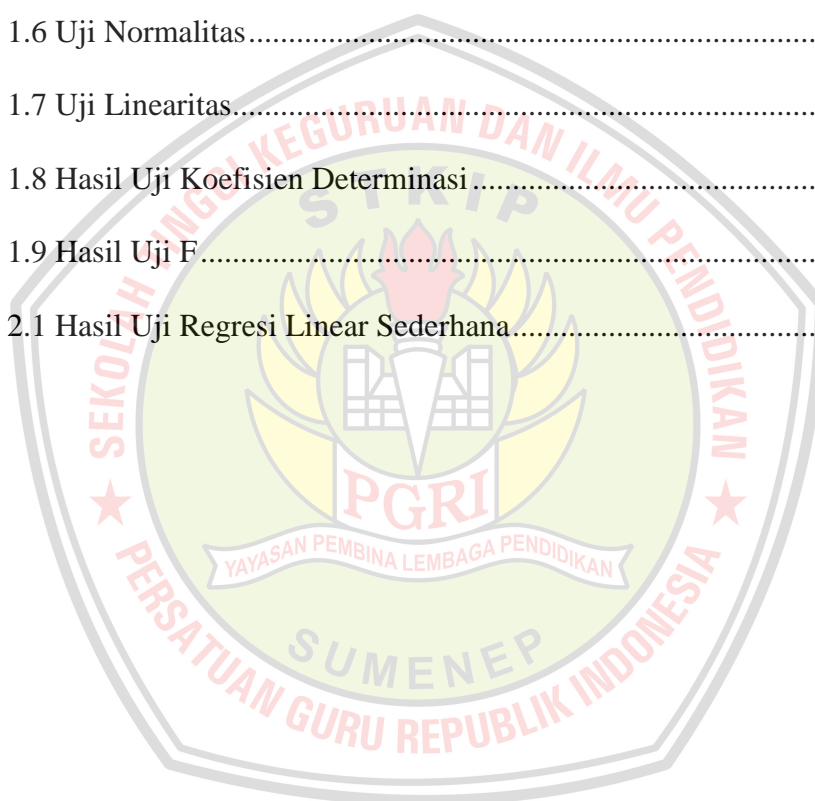 1.6 Uji Normalitas........................................................................
1.7 Uji Linearitas..........................................................................
1.8 Hasil Uji Koefisien Determinasi...........................................
1.9 Hasil Uji F..............................................................................
2.1 Hasil Uji Regresi Linear Sederhana......................................
SEKOLAH TINGGI KEGURUAN DAN ILMU PENDIDIKAN
STKIP
PGRI
YAYASAN PEMBINA LEMBAGA PENDIDIKAN
SUMENEP
★ PERSATUAN GURU REPUBLIK INDONESIA ★